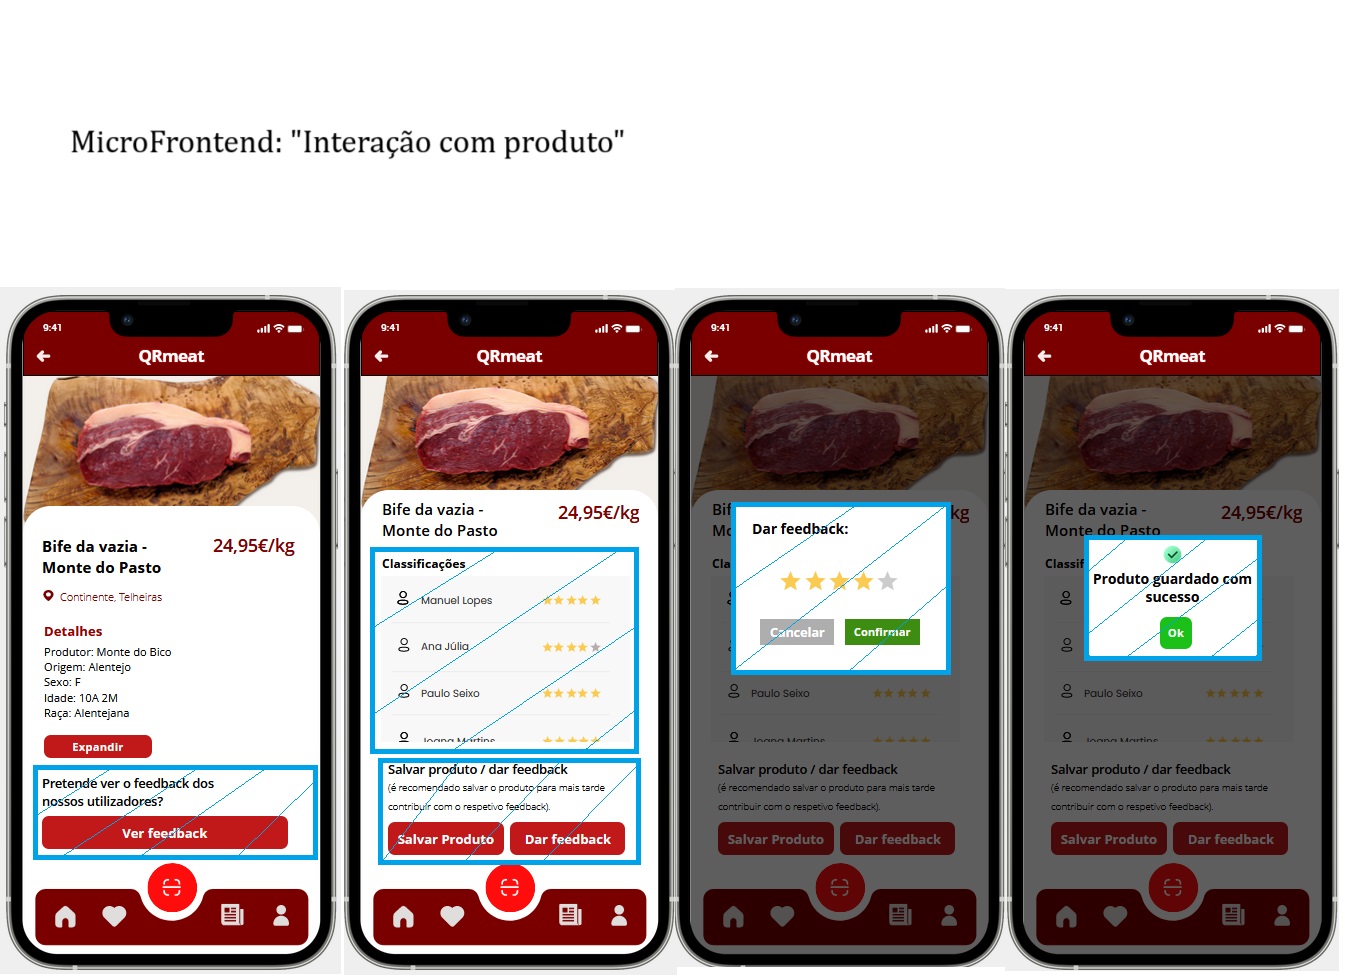 MicroFrontend: "Interação com produto"
9:41
QRmeat
Bife da vazia -
Monte do Pasto
24,95€/kg
Continente, Telheiras
Detalhes
Produtor: Monte do Bico
Origem: Alentejo
Sexo: F
Idade: 10A 2M
Raça: Alentejana
Expandir
Pretende ver o feedback dos
nossos utilizadores?
Ver feedback
9:41
QRmeat
Bife da vazia -
Monte do Pasto
24,95€/kg
Classificações
Manuel Lopes
Ana Júlia
Paulo Seixo
Joana Martins
Salvar produto / dar feedback
(é recomendado salvar o produto para mais tarde
contribuir com o respetivo feedback).
Salvar Produto
Dar feedback
9:41
QRmeat
Bif
Mo
kg
Cla
Dar feedback:
Cancelar
Confirmar
Paulo Seixo
Joana Martins
Salvar produto / dar feedback
(é recomendado salvar o produto para mais tarde
contribuir com o respetivo feedback).
Salvar Produto
Dar feedback
9:41
QRmeat
Bife da vazia -
Monte do Pasto
24,95€/kg
Classif
Produto guardado com
sucesso
Ok
Paulo Seixo
Joana Martins
Salvar produto / dar feedback
(é recomendado salvar o produto para mais tarde
contribuir com o respetivo feedback).
Salvar Produto
Dar feedback